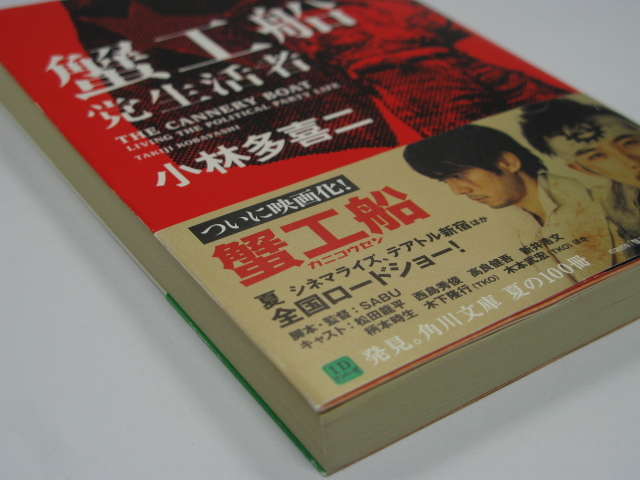 蟹工船
党生活者
THE CANNERY BOAT
LIVING THE POLITICAL PARTY LIFE
TAKIJI KOBAYASHI
小林多喜二
ついに映画化!
蟹工船
カニコウセン
夏 シネマライズ、テアトル新宿ほか
全国ロードショー!
脚本・監督:SABU
キャスト:松田龍平 西島秀俊 高良健吾 新井浩文
柄本時生 木下隆行(TKO) 木本武宏(TKO)ほか
発見。角川文庫 夏の100冊